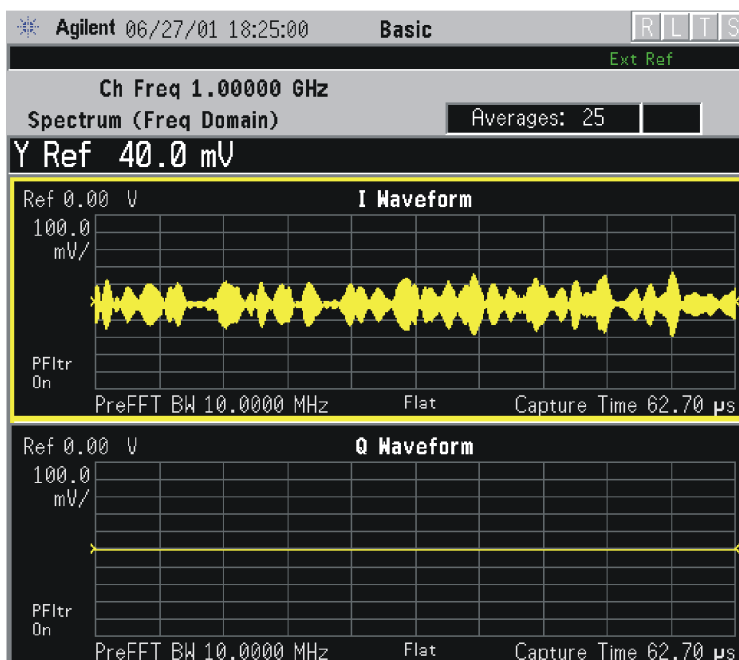 Agilent 06/27/01 18:25:00 Basic R L T S
Ext Ref
Ch Freq 1.00000 GHz
Spectrum (Freq Domain) Averages: 25
Y Ref 40.0 mV
Ref 0.00 V I Waveform
100.0
mV/
PFltr
On
PreFFT BW 10.0000 MHz Flat Capture Time 62.70 µs
Ref 0.00 V Q Waveform
100.0
mV/
PFltr
On
PreFFT BW 10.0000 MHz Flat Capture Time 62.70 µs